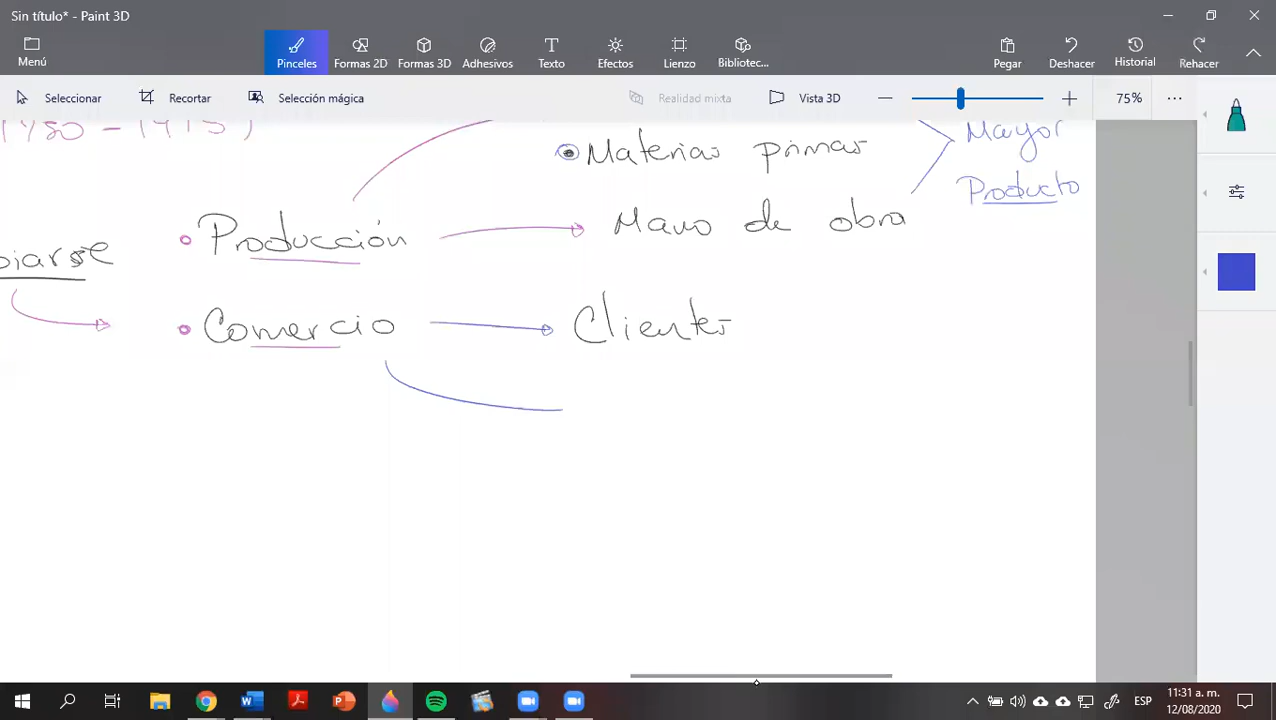 Sin título* - Paint 3D
Menú
Pinceles
Formas 2D
Formas 3D
Adhesivos
Texto
Efectos
Lienzo
Bibliotec...
Pegar
Deshacer
Historial
Rehacer
Seleccionar
Recortar
Selección mágica
Realidad mixta
Vista 3D
75%
Mayor
Producto
Materias primas
Producción
Mano de obra
Comercio
Clientes
ESP
11:31 a. m.
12/08/2020